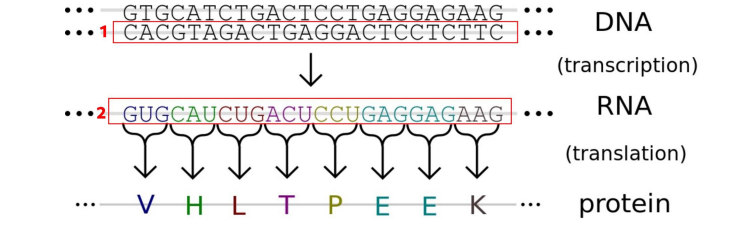 ... GTGCATCTGACTCCTGAGGAGAAG ...
DNA
... 1 CACGTAGACTGAGGACTCCTCTTC ...
(transcription)
... 2 GUGCAUCUGACUCCUGAGGAGAAG ...
RNA
(translation)
... V H L T P E E K ...
protein